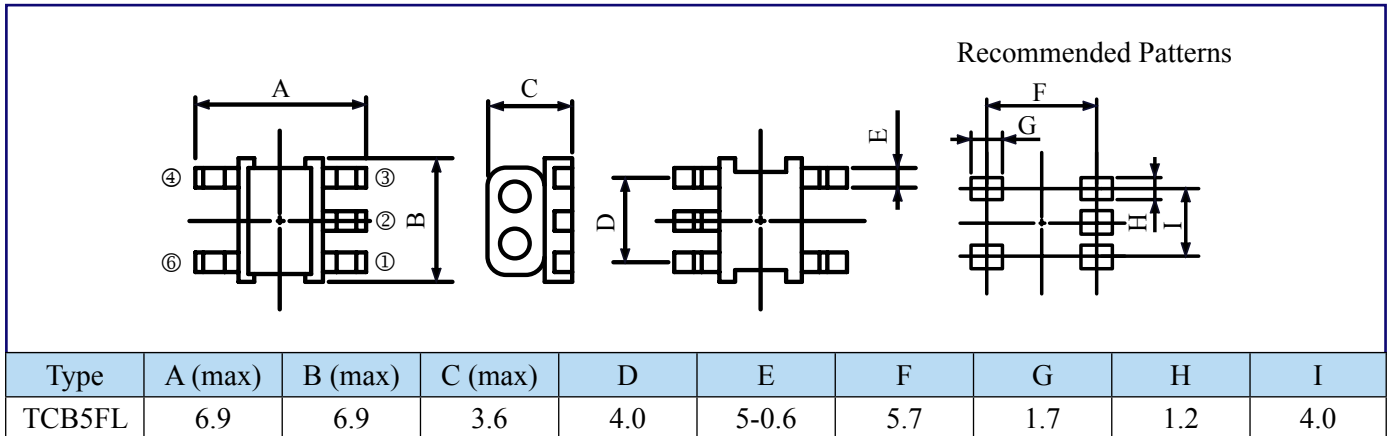 Recommended Patterns
A
C
F
G
E
④
③
②
B
D
H
I
⑥
①
Type A (max) B (max) C (max) D E F G H I
TCB5FL 6.9 6.9 3.6 4.0 5-0.6 5.7 1.7 1.2 4.0